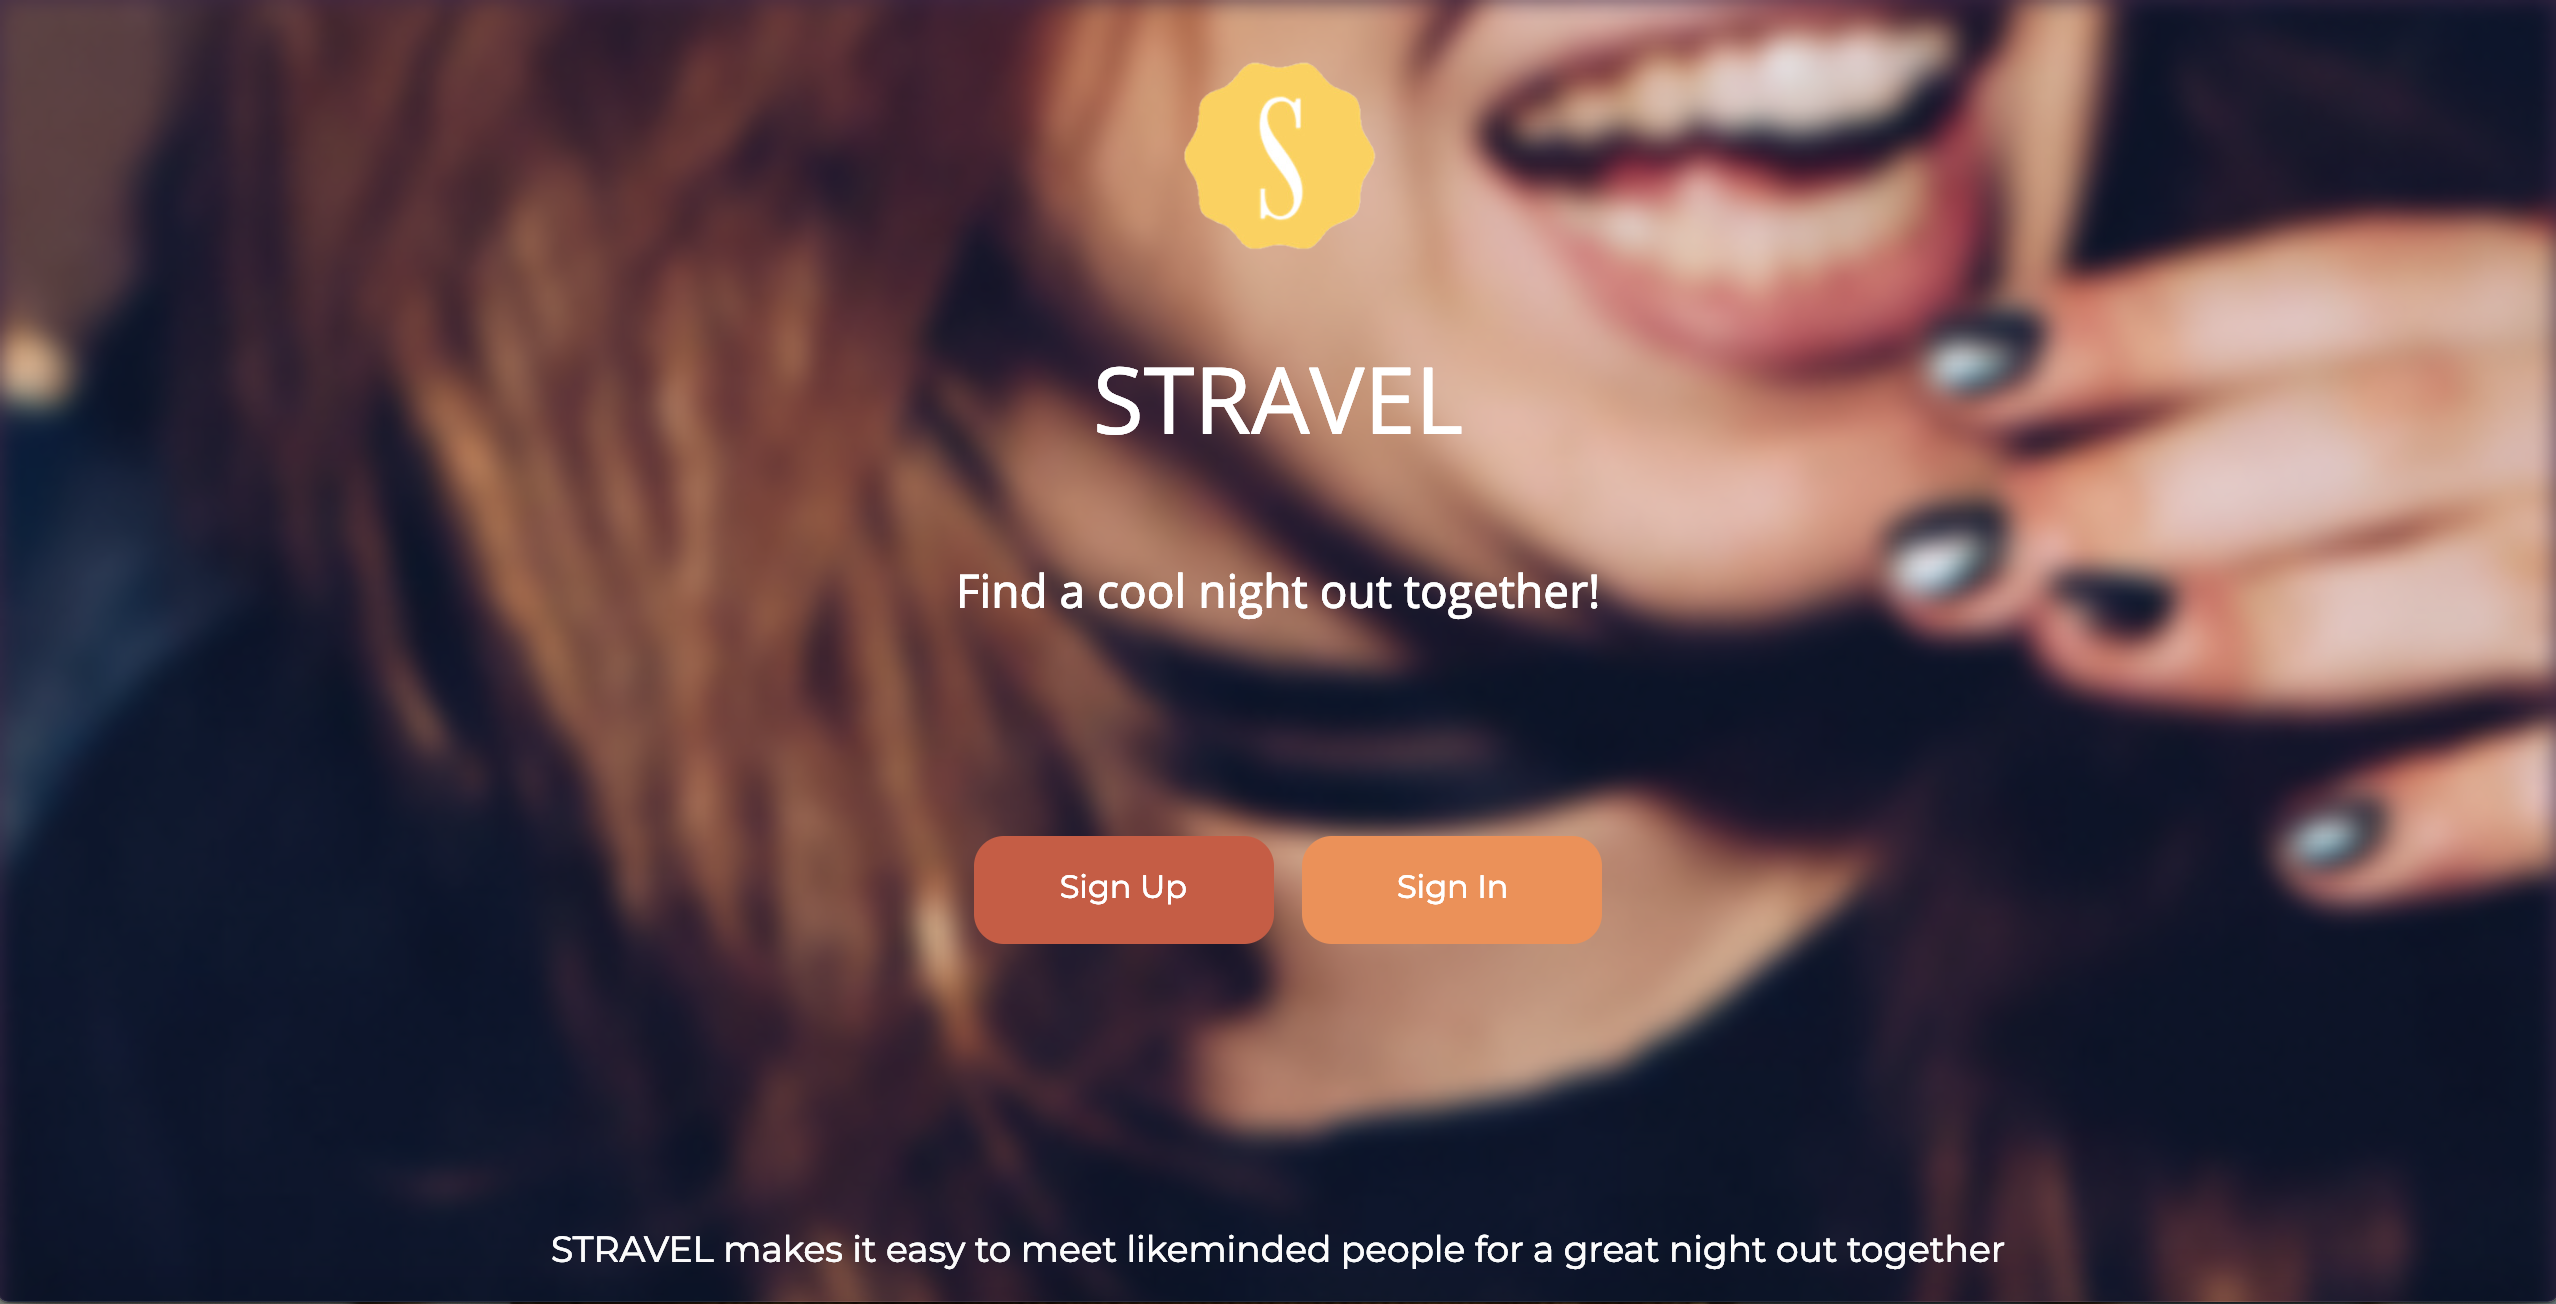 S
STRAVEL
Find a cool night out together!
Sign Up
Sign In
STRAVEL makes it easy to meet likeminded people for a great night out together